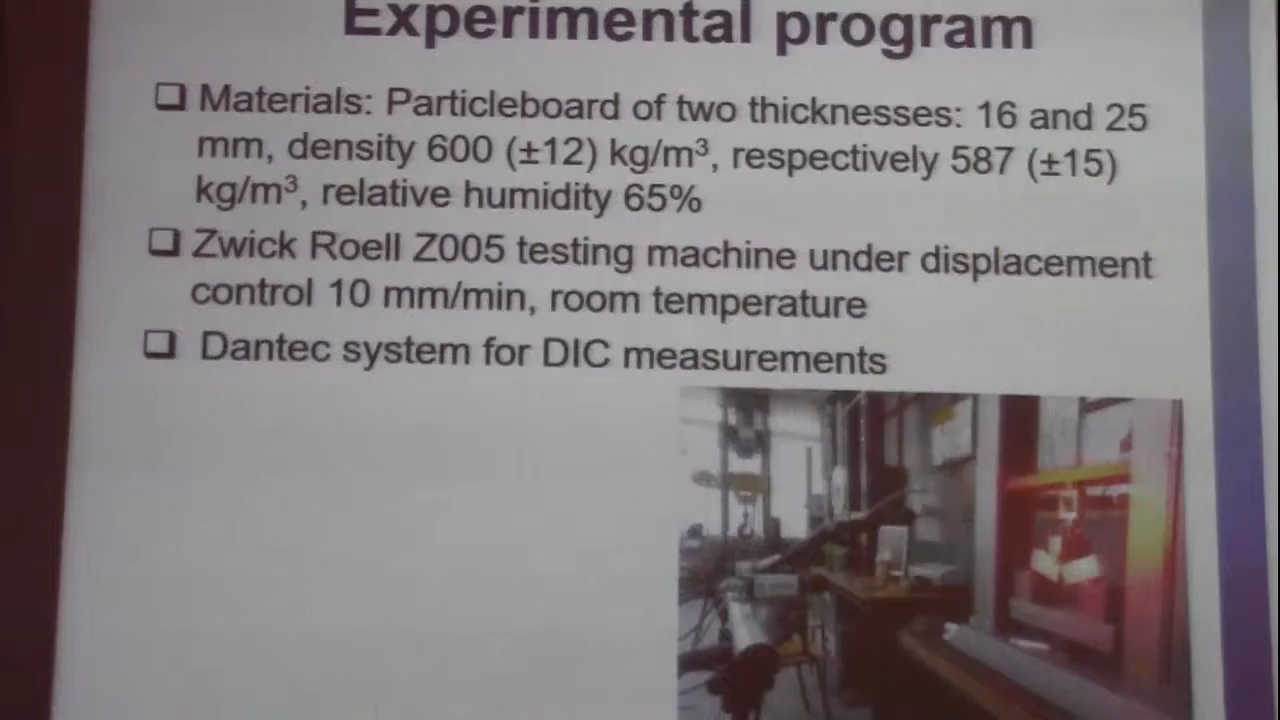 Experimental program
❑ Materials: Particleboard of two thicknesses: 16 and 25
mm, density 600 (±12) kg/m³, respectively 587 (±15)
kg/m³, relative humidity 65%
❑ Zwick Roell Z005 testing machine under displacement
control 10 mm/min, room temperature
❑ Dantec system for DIC measurements